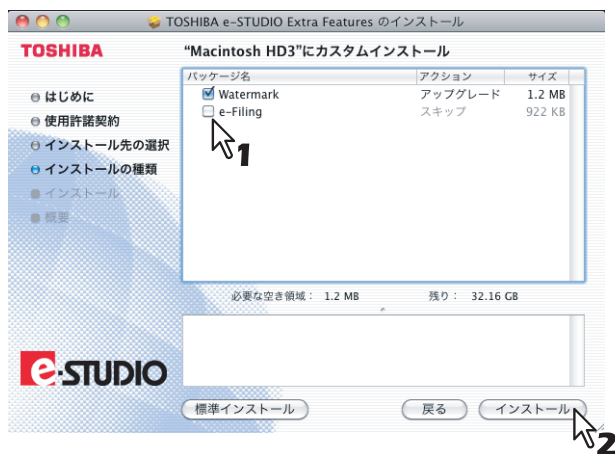 TOSHIBA e-STUDIO Extra Features のインストール
TOSHIBA
"Macintosh HD3"にカスタムインストール
はじめに
使用許諾契約
インストール先の選択
インストールの種類
インストール
概要
パッケージ名 アクション サイズ
Watermark アップグレード 1.2 MB
e-Filing スキップ 922 KB
1
必要な空き領域： 1.2 MB 残り： 32.16 GB
e-STUDIO
標準インストール 戻る インストール
2